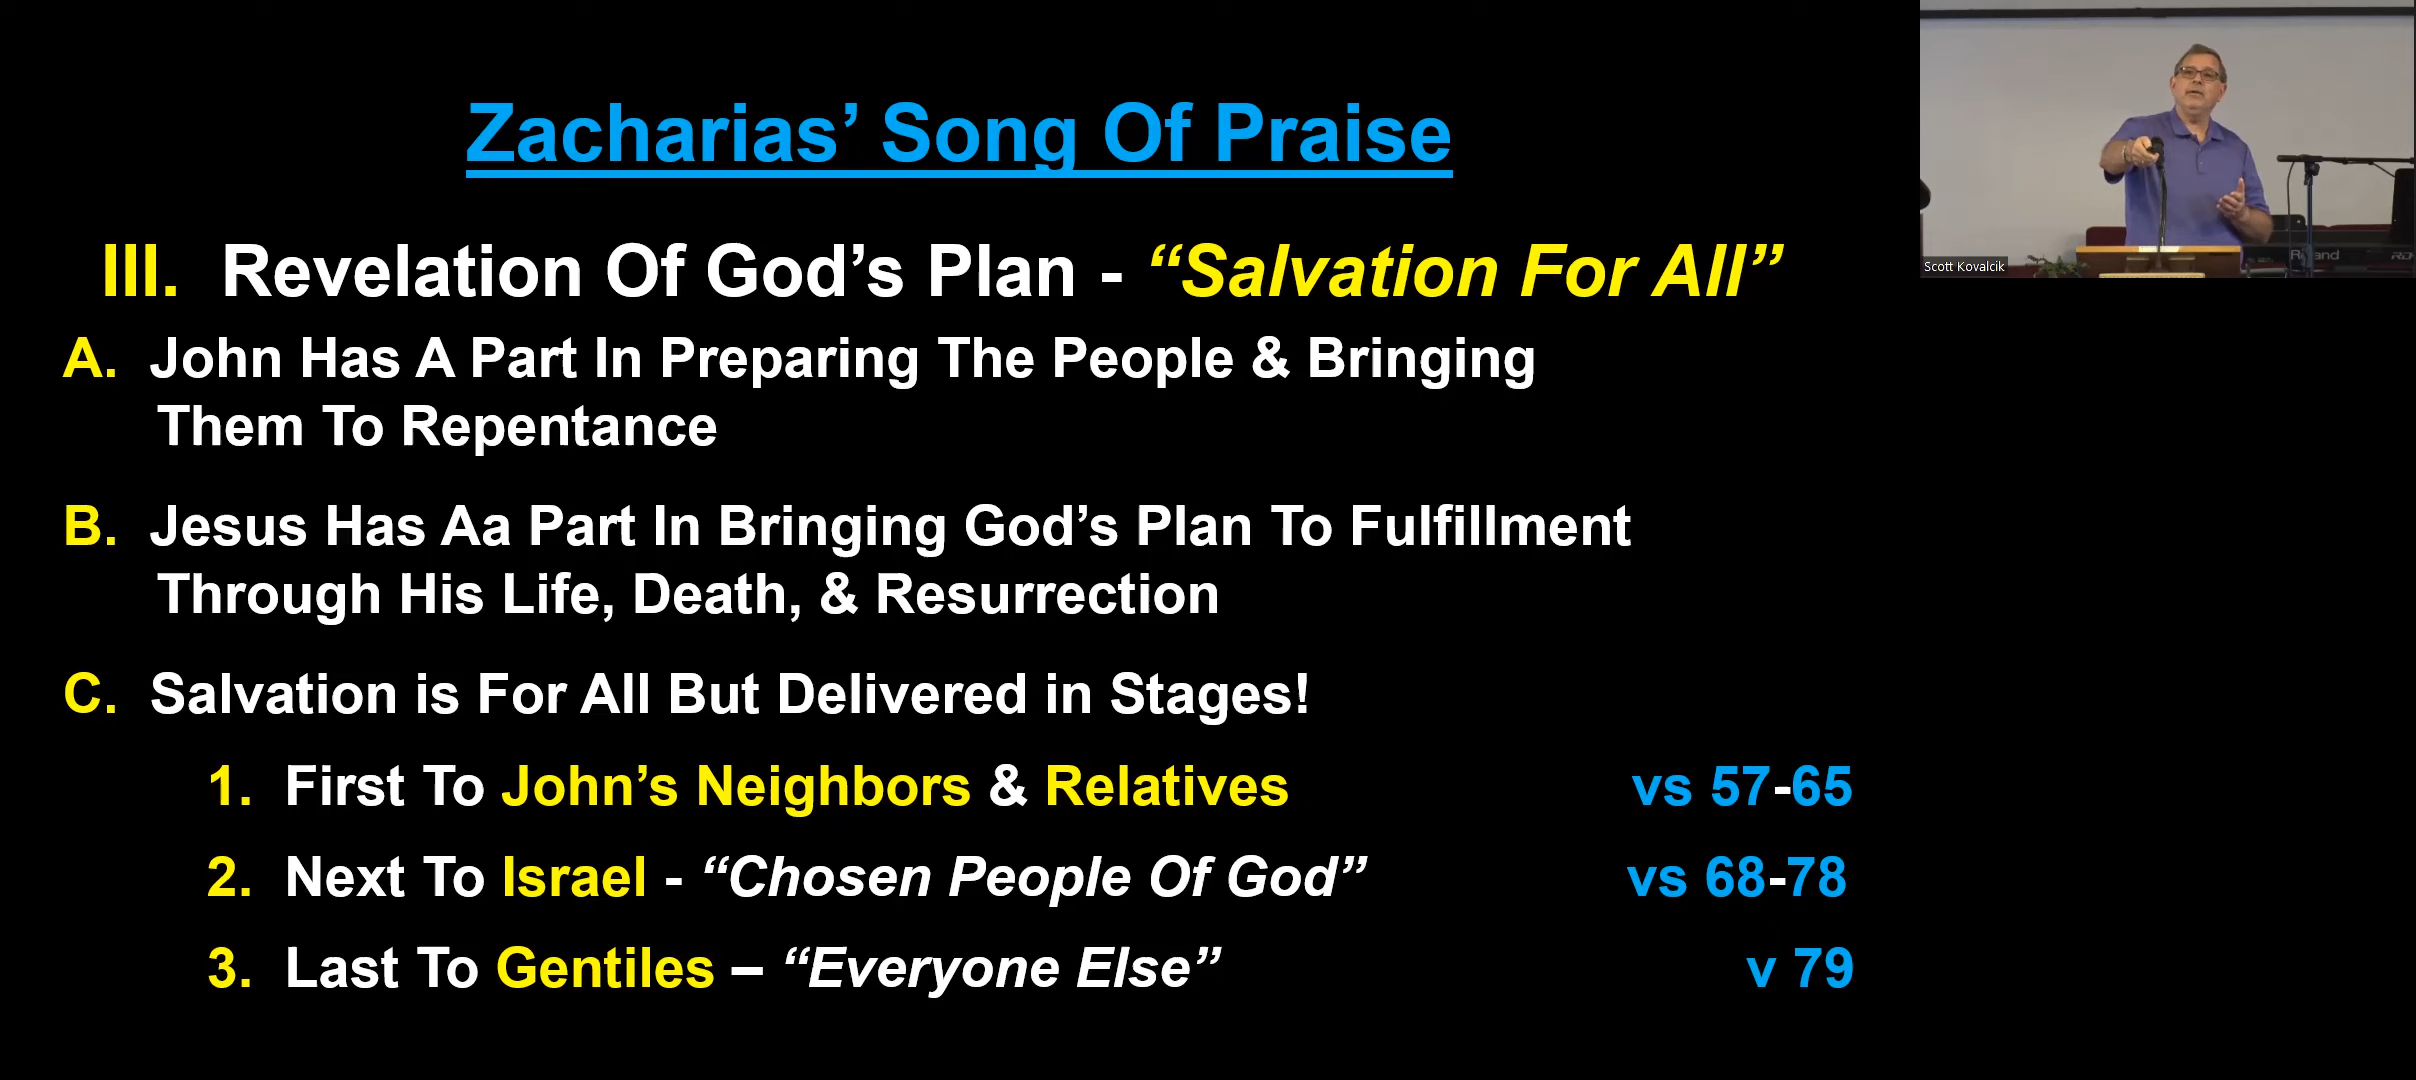 Zacharias’ Song Of Praise
III. Revelation Of God’s Plan - “Salvation For All”
A. John Has A Part In Preparing The People & Bringing
Them To Repentance
B. Jesus Has Aa Part In Bringing God’s Plan To Fulfillment
Through His Life, Death, & Resurrection
C. Salvation is For All But Delivered in Stages!
1. First To John’s Neighbors & Relatives vs 57-65
2. Next To Israel - “Chosen People Of God” vs 68-78
3. Last To Gentiles – “Everyone Else” v 79
Scott Kovalcik
Roland